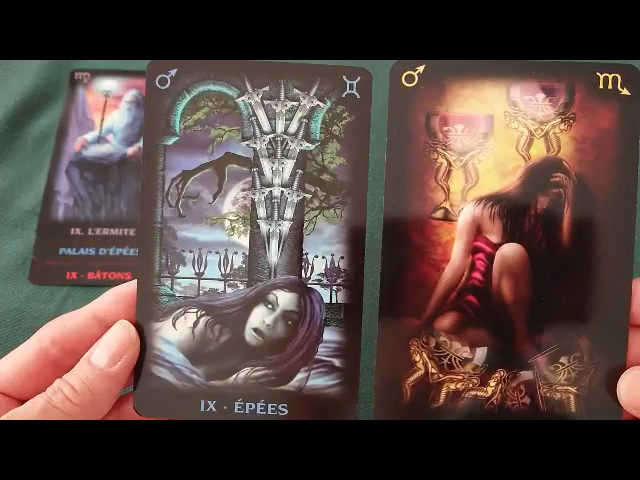 IX. L'ERMITE
PALAIS D'ÉPÉES
IX · BÂTONS
IX · ÉPÉES